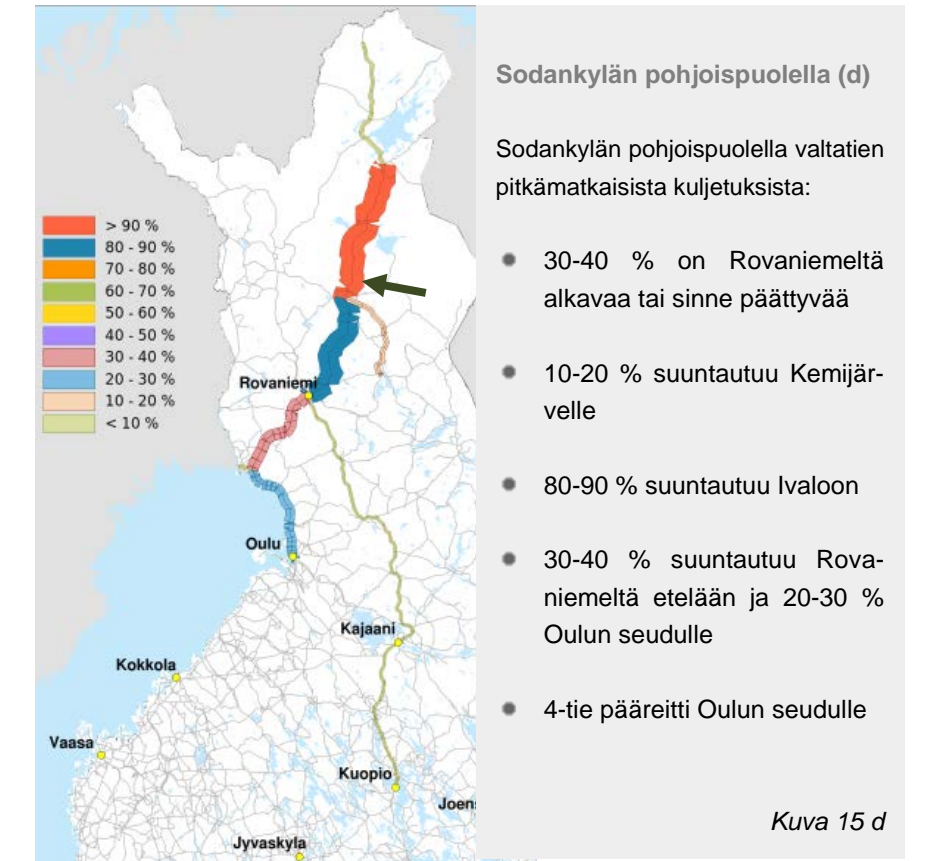 > 90 %
80 - 90 %
70 - 80 %
60 - 70 %
50 - 60 %
40 - 50 %
30 - 40 %
20 - 30 %
10 - 20 %
< 10 %
Rovaniemi
Oulu
Kajaani
Kokkola
Vaasa
Kuopio
Joens
Jyvaskyla
Sodankylän pohjoispuolella (d)
Sodankylän pohjoispuolella valtatien
pitkämatkaisista kuljetuksista:
30-40 % on Rovaniemeltä
alkavaa tai sinne päättyvää
10-20 % suuntautuu Kemijär-
velle
80-90 % suuntautuu Ivaloon
30-40 % suuntautuu Rova-
niemeltä etelään ja 20-30 %
Oulun seudulle
4-tie pääreitti Oulun seudulle
Kuva 15 d